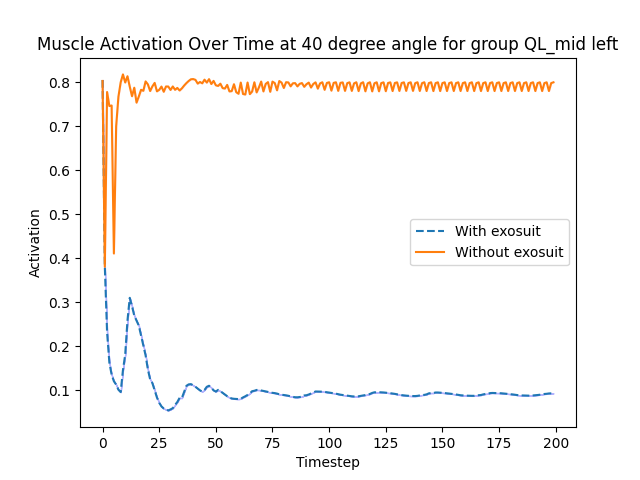 Muscle Activation Over Time at 40 degree angle for group QL_mid left
Activation
0.8
0.7
0.6
0.5
0.4
0.3
0.2
0.1
With exosuit
Without exosuit
0 25 50 75 100 125 150 175 200
Timestep